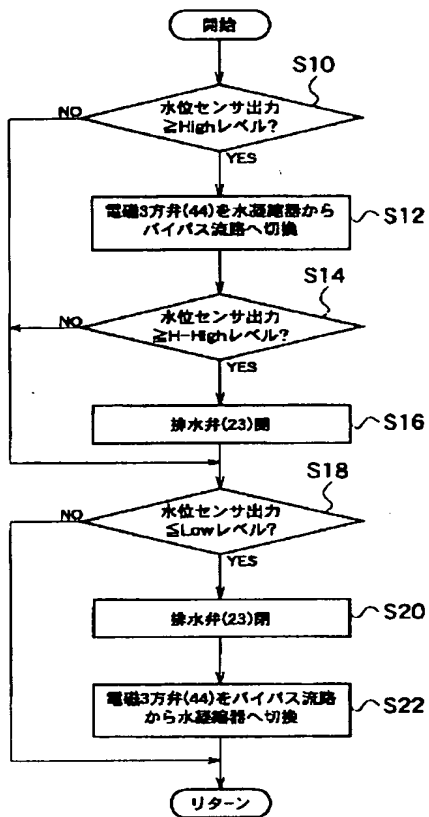 開始
S10
水位センサ出力
≧Highレベル?
NO
YES
電磁3方弁(44)を水凝縮器から
バイパス流路へ切換
S12
S14
水位センサ出力
≧H-Highレベル?
NO
YES
排水弁(23)開
S16
S18
水位センサ出力
≦Lowレベル?
NO
YES
排水弁(23)閉
S20
電磁3方弁(44)をバイパス流路
から水凝縮器へ切換
S22
リターン